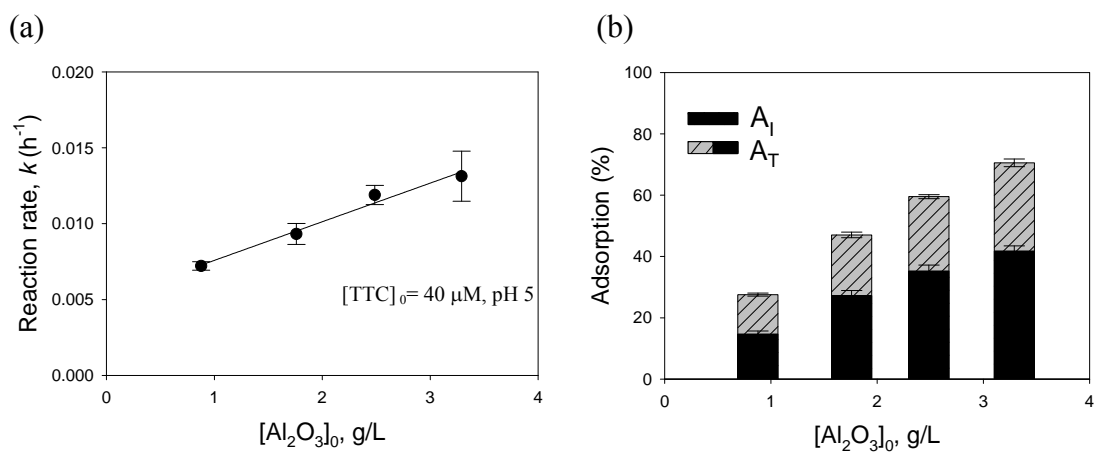 (a)
0.020
0.015
0.010
0.005
0.000
Reaction rate, k (h⁻¹)
[TTC]₀= 40 μM, pH 5
0 1 2 3 4
[Al₂O₃]₀, g/L
(b)
100
80
60
40
20
0
Adsorption (%)
A_I
A_T
0 1 2 3 4
[Al₂O₃]₀, g/L